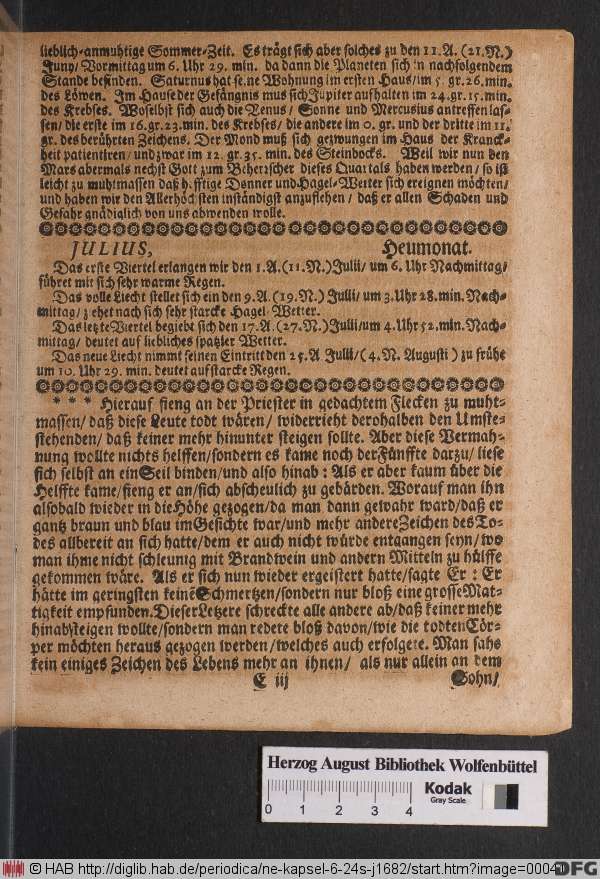 lieblich-anmuhtige Sommer-Zeit. Es trägt sich aber solches zu den 11. A. (21. N.)
Juny/ Vormittag um 6. Uhr 29. min. da dann die Planeten sich in nachfolgendem
Stande befinden. Saturnus hat se.ne Wohnung im ersten Haus/ im 5. gr. 26. min.
des Löwen. Im Hause der Gefängnis mus sich Jupiter aufhalten im 24. gr. 15. min.
des Krebses. Woselbst sich auch die Venus/ Sonne und Mercurius antreffen las-
sen/ die erste im 16. gr. 23. min. des Krebses/ die andere im 0. gr. und der dritte im 11.
gr. des berührten Zeichens. Der Mond muß sich gezwungen im Haus der Kranck-
heit patientiren/ und zwar im 12. gr. 35. min. des Steinbocks. Weil wir nun den
Mars abermals nechst Gott zum Beherzscher dieses Quartals haben werden/ so ist
leicht zu muhtmassen daß h.fftige Donner und Hagel-Wetter sich ereignen möchten/
und haben wir den Allerhöchsten inständigst anzuflehen/ daß er allen Schaden und
Gefahr gnädiglich von uns abwenden wolle.
JULIUS, Heumonat.
Das erste Viertel erlangen wir den 1. A. (11. N.) Julii/ um 6. Uhr Nachmittag/
führet mit sich sehr warme Regen.
Das volle Liecht stellet sich ein den 9. A. (19. N.) Julii/ um 3. Uhr 28. min. Nach-
mittag/ zehet nach sich sehr starcke Hagel-Wetter.
Das letzte Viertel begiebt sich den 17. A. (27. N.) Julii/ um 4. Uhr 52. min. Nach-
mittag/ deutet auf liebliches spatzier Wetter.
Das neue Liecht nimmt seinen Eintritt den 25. A Julii/ (4. N. Augusti) zu frühe
um 10. Uhr 29. min. deutet auf starcke Regen.
* * * Hierauf fieng an der Priester in gedachtem Flecken zu muht-
massen/ daß diese Leute todt wären/ widerrieht derohalben den Umste-
stehenden/ daß keiner mehr hinunter steigen sollte. Aber diese Vermah-
nung wollte nichts helffen/ sondern es kame noch der Fünffte darzu/ liese
sich selbst an ein Seil binden/ und also hinab: Als er aber kaum über die
Helffte kame/ fieng er an/ sich abscheulich zu gebärden. Worauf man ihn
alsobald wieder in die Höhe gezogen/ da man dann gewahr ward/ daß er
gantz braun und blau im Gesichte war/ und mehr andere Zeichen des To-
des allbereit an sich hatte/ dem er auch nicht würde entgangen seyn/ wo
man ihme nicht schleunig mit Brandwein und andern Mitteln zu hülffe
gekommen wäre. Als er sich nun wieder ergeistert hatte/ sagte Er: Er
hätte im geringsten keinē Schmertzen/ sondern nur bloß eine grosse Mat-
tigkeit empfunden. Dieser Letzere schreckte alle andere ab/ daß keiner mehr
hinabsteigen wollte/ sondern man redete bloß davon/ wie die todten Cör-
per möchten heraus gezogen werden/ welches auch erfolgete. Man sahe
kein einiges Zeichen des Lebens mehr an ihnen/ als nur allein an dem
E iij Sohn/
Herzog August Bibliothek Wolfenbüttel
Kodak
Gray Scale
0 1 2 3 4
© HAB http://diglib.hab.de/periodica/ne-kapsel-6-24s-j1682/start.htm?image=00041
DFG